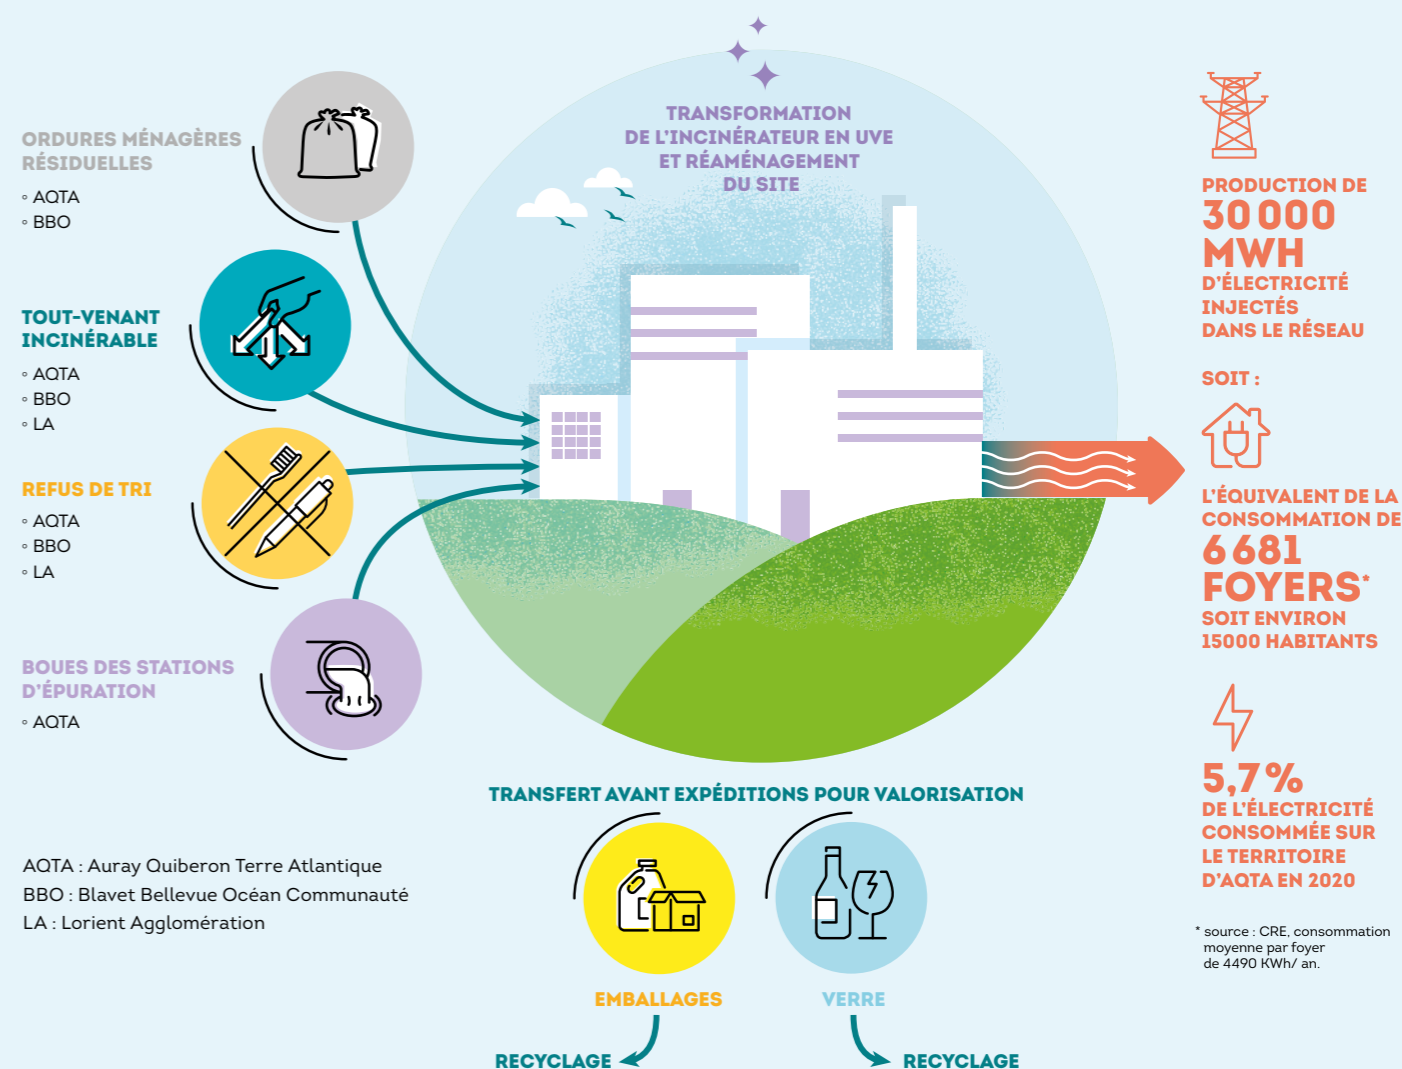 TRANSFORMATION
DE L'INCINÉRATEUR EN UVE
ET RÉAMÉNAGEMENT
DU SITE
ORDURES MÉNAGÈRES
RÉSIDUELLES
◦ AQTA
◦ BBO
TOUT-VENANT
INCINÉRABLE
◦ AQTA
◦ BBO
◦ LA
REFUS DE TRI
◦ AQTA
◦ BBO
◦ LA
BOUES DES STATIONS
D'ÉPURATION
◦ AQTA
AQTA : Auray Quiberon Terre Atlantique
BBO : Blavet Bellevue Océan Communauté
LA : Lorient Agglomération
TRANSFERT AVANT EXPÉDITIONS POUR VALORISATION
EMBALLAGES
RECYCLAGE
VERRE
RECYCLAGE
PRODUCTION DE
30 000
MWH
D'ÉLECTRICITÉ
INJECTÉS
DANS LE RÉSEAU
SOIT :
L'ÉQUIVALENT DE LA
CONSOMMATION DE
6 681
FOYERS*
SOIT ENVIRON
15000 HABITANTS
5,7 %
DE L'ÉLECTRICITÉ
CONSOMMÉE SUR
LE TERRITOIRE
D'AQTA EN 2020
* source : CRE, consommation
moyenne par foyer
de 4490 KWh/ an.